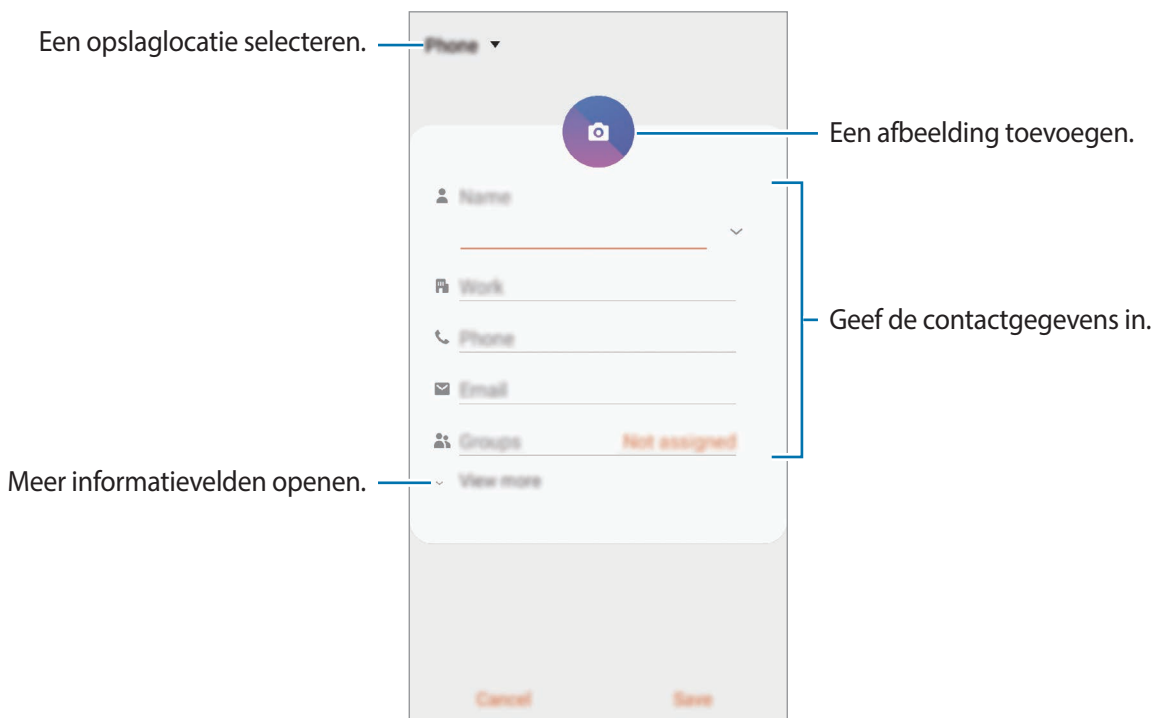 Een opslaglocatie selecteren.
Phone
Een afbeelding toevoegen.
Name
Work
Phone
Geef de contactgegevens in.
Email
Groups Not assigned
Meer informatievelden openen.
View more
Cancel Save